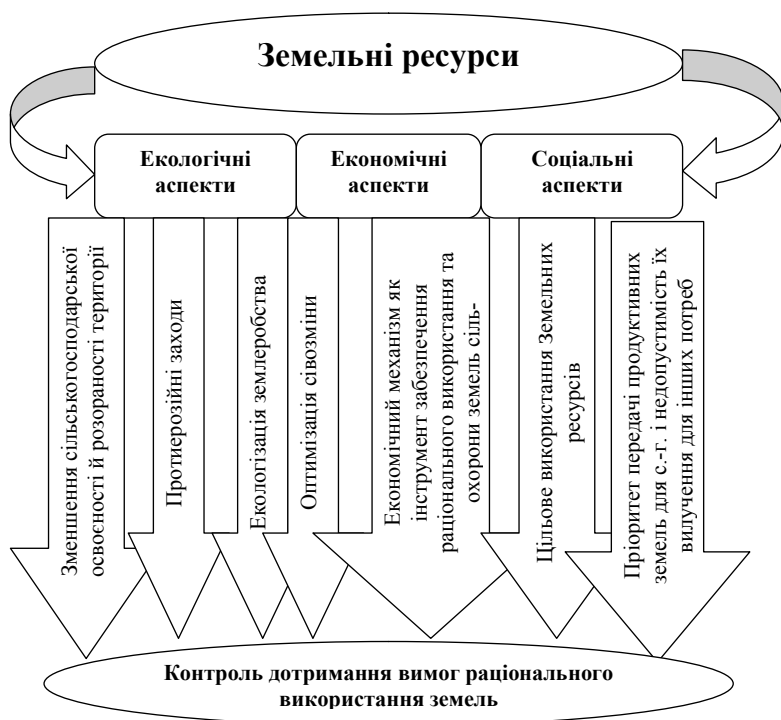 Земельні ресурси
Екологічні
аспекти
Економічні
аспекти
Соціальні
аспекти
Зменшення сільськогосподарської
освоєності й розораності території
Протиерозійні заходи
Екологізація землеробства
Оптимізація сівозміни
Економічний механізм як
інструмент забезпечення
раціонального використання та
охорони земель сіль-
Цільове використання Земельних
ресурсів
Пріоритет передачі продуктивних
земель для с.-г. і недопустимість їх
вилучення для інших потреб
Контроль дотримання вимог раціонального
використання земель